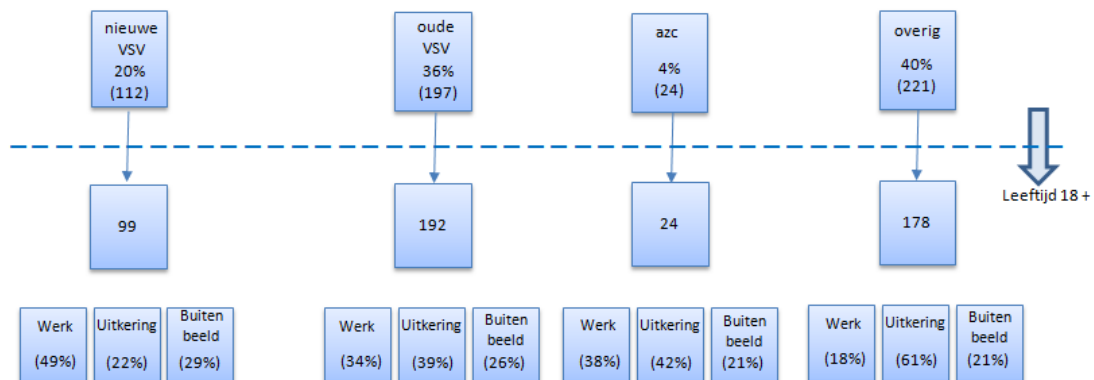 nieuwe
VSV
20%
(112)
oude
VSV
36%
(197)
azc
4%
(24)
overig
40%
(221)
Leeftijd 18 +
99
192
24
178
Werk
(49%)
Uitkering
(22%)
Buiten
beeld
(29%)
Werk
(34%)
Uitkering
(39%)
Buiten
beeld
(26%)
Werk
(38%)
Uitkering
(42%)
Buiten
beeld
(21%)
Werk
(18%)
Uitkering
(61%)
Buiten
beeld
(21%)